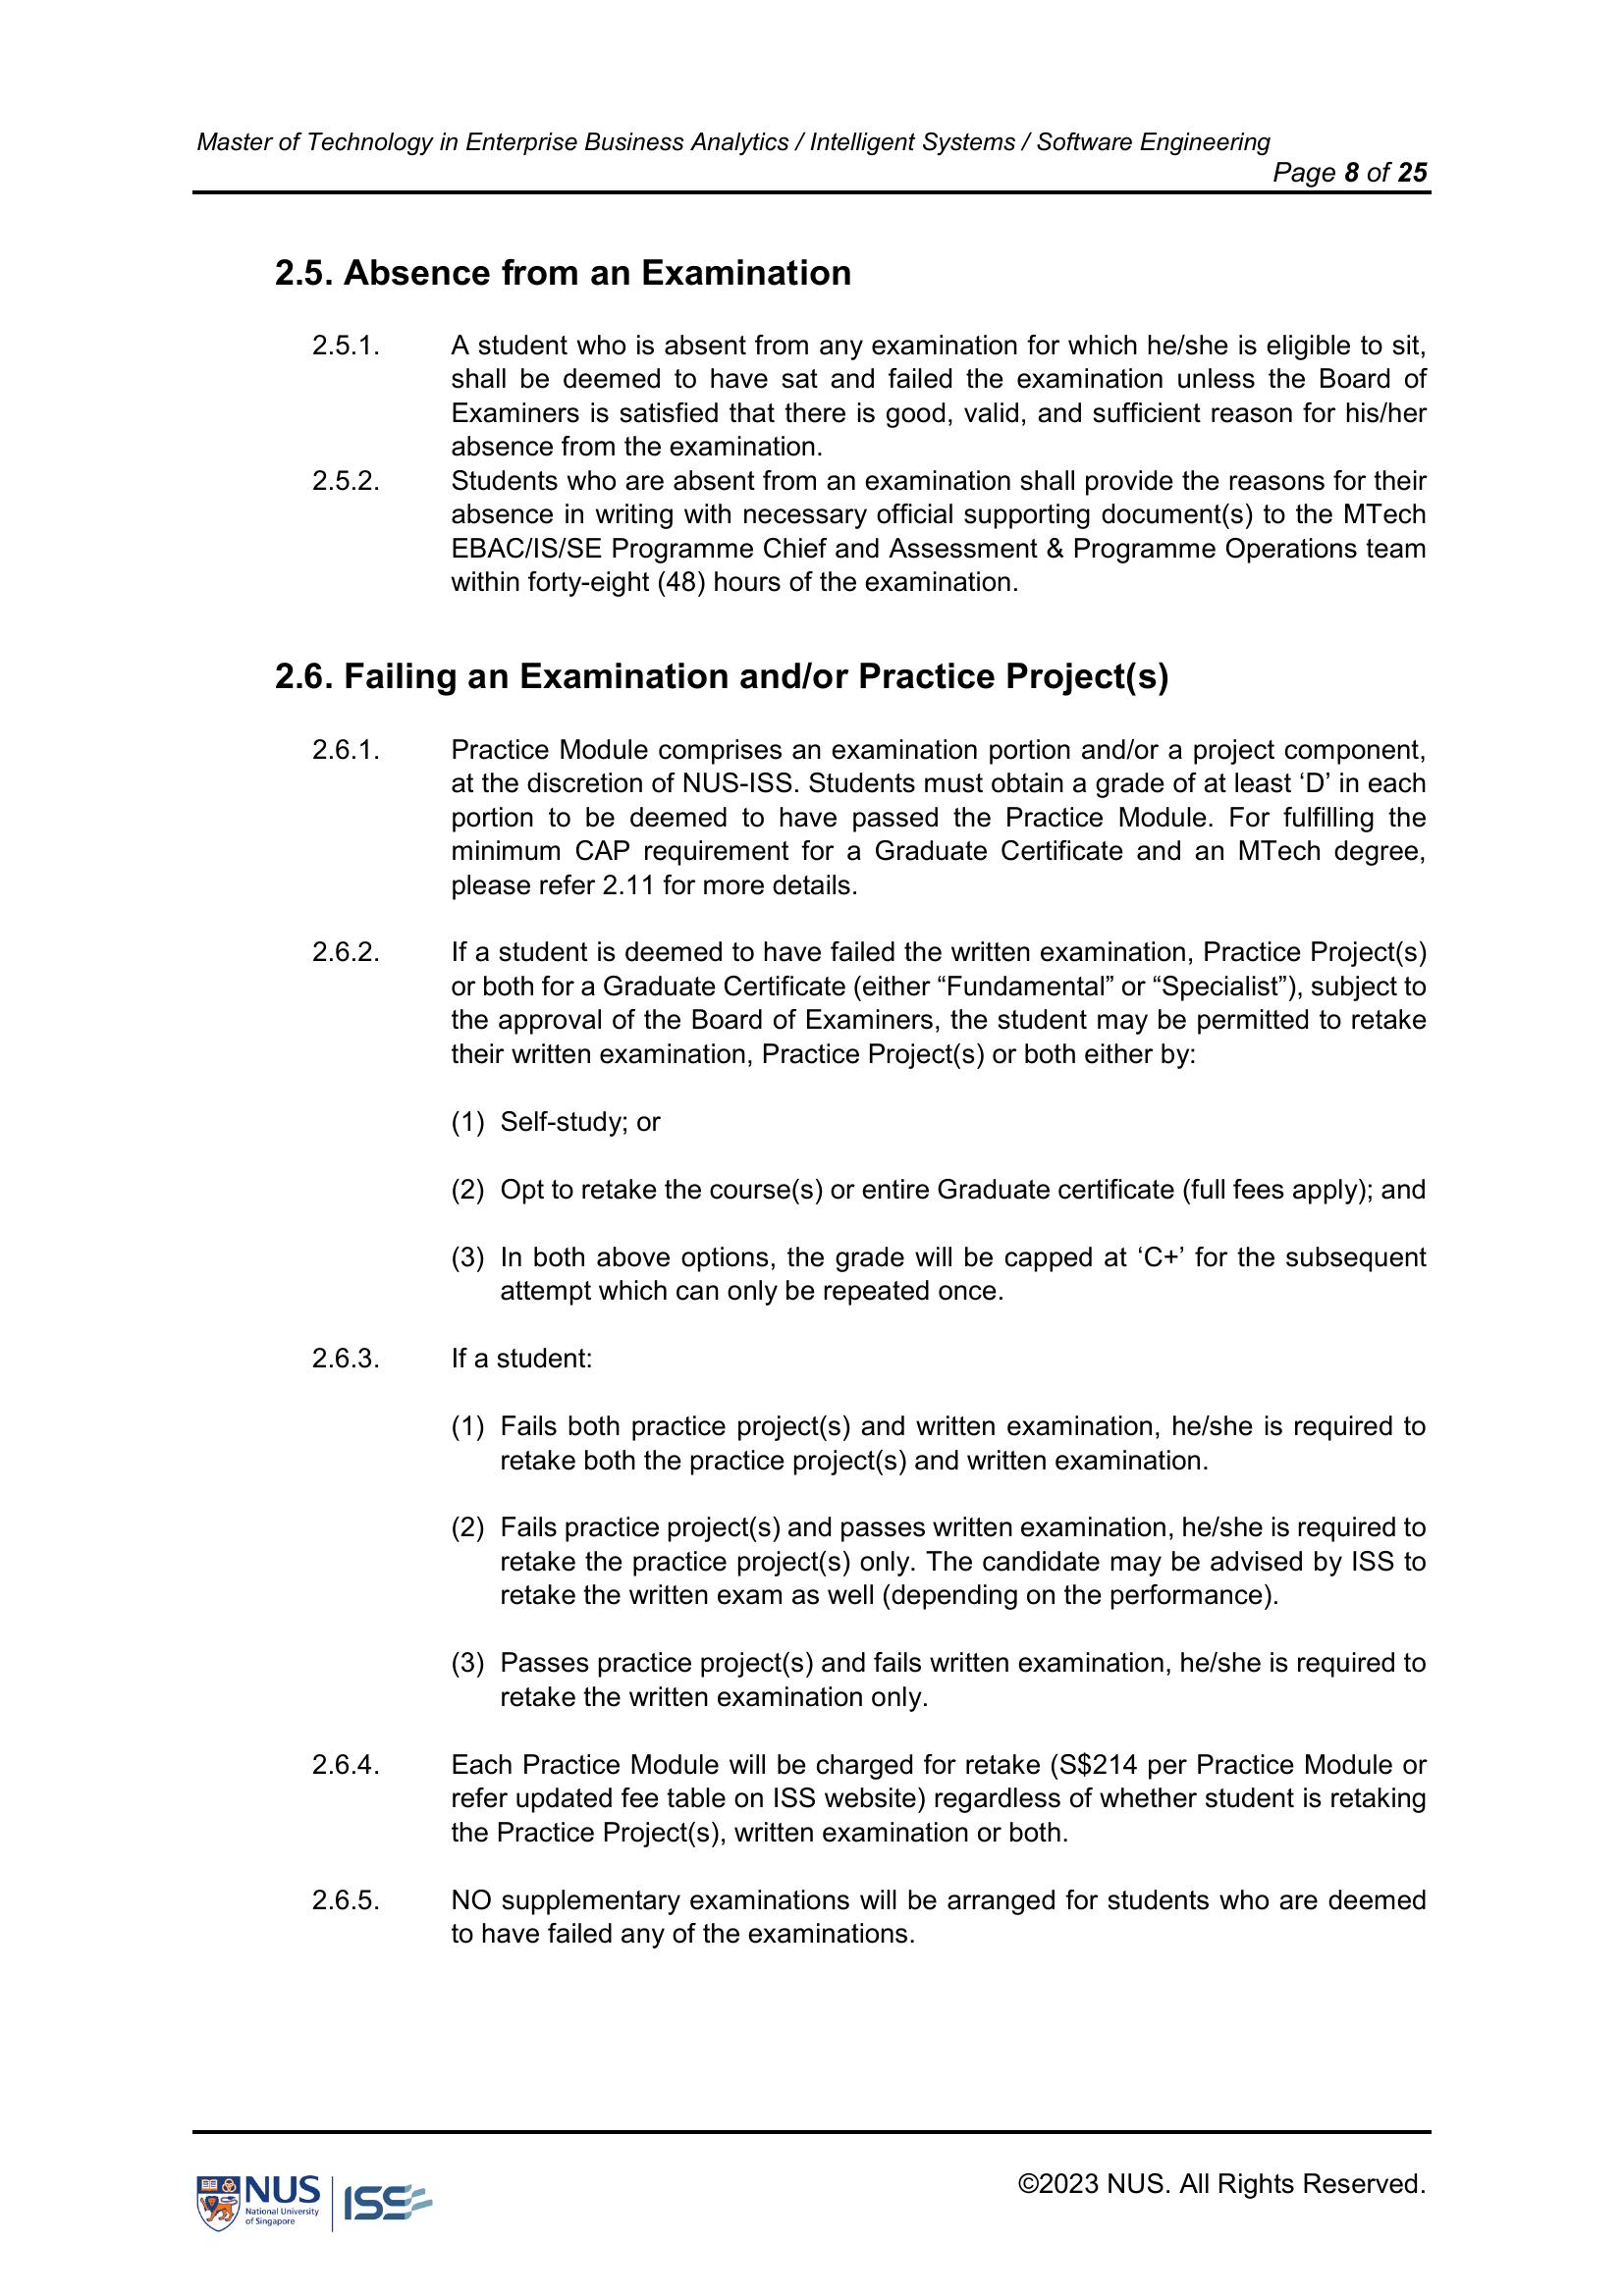 Master of Technology in Enterprise Business Analytics / Intelligent Systems / Software Engineering
Page 8 of 25
2.5. Absence from an Examination
2.5.1. A student who is absent from any examination for which he/she is eligible to sit,
shall be deemed to have sat and failed the examination unless the Board of
Examiners is satisfied that there is good, valid, and sufficient reason for his/her
absence from the examination.
2.5.2. Students who are absent from an examination shall provide the reasons for their
absence in writing with necessary official supporting document(s) to the MTech
EBAC/IS/SE Programme Chief and Assessment & Programme Operations team
within forty-eight (48) hours of the examination.
2.6. Failing an Examination and/or Practice Project(s)
2.6.1. Practice Module comprises an examination portion and/or a project component,
at the discretion of NUS-ISS. Students must obtain a grade of at least ‘D’ in each
portion to be deemed to have passed the Practice Module. For fulfilling the
minimum CAP requirement for a Graduate Certificate and an MTech degree,
please refer 2.11 for more details.
2.6.2. If a student is deemed to have failed the written examination, Practice Project(s)
or both for a Graduate Certificate (either “Fundamental” or “Specialist”), subject to
the approval of the Board of Examiners, the student may be permitted to retake
their written examination, Practice Project(s) or both either by:
(1) Self-study; or
(2) Opt to retake the course(s) or entire Graduate certificate (full fees apply); and
(3) In both above options, the grade will be capped at ‘C+’ for the subsequent
attempt which can only be repeated once.
2.6.3. If a student:
(1) Fails both practice project(s) and written examination, he/she is required to
retake both the practice project(s) and written examination.
(2) Fails practice project(s) and passes written examination, he/she is required to
retake the practice project(s) only. The candidate may be advised by ISS to
retake the written exam as well (depending on the performance).
(3) Passes practice project(s) and fails written examination, he/she is required to
retake the written examination only.
2.6.4. Each Practice Module will be charged for retake (S$214 per Practice Module or
refer updated fee table on ISS website) regardless of whether student is retaking
the Practice Project(s), written examination or both.
2.6.5. NO supplementary examinations will be arranged for students who are deemed
to have failed any of the examinations.
©2023 NUS. All Rights Reserved.
NUS
National University
of Singapore
ISS